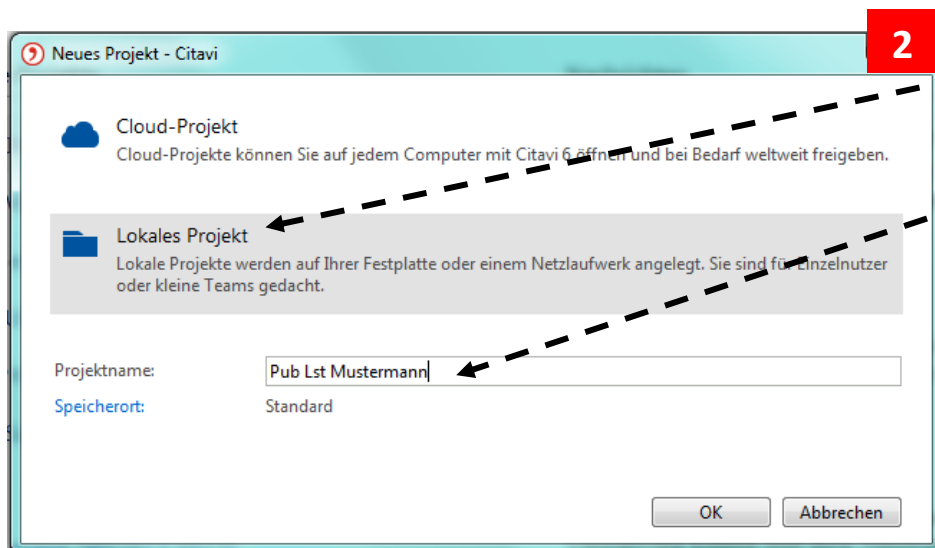 Neues Projekt - Citavi
2
Cloud-Projekt
Cloud-Projekte können Sie auf jedem Computer mit Citavi 6 öffnen und bei Bedarf weltweit freigeben.
Lokales Projekt
Lokale Projekte werden auf Ihrer Festplatte oder einem Netzlaufwerk angelegt. Sie sind für Einzelnutzer
oder kleine Teams gedacht.
Projektname: Pub Lst Mustermann
Speicherort: Standard
OK Abbrechen